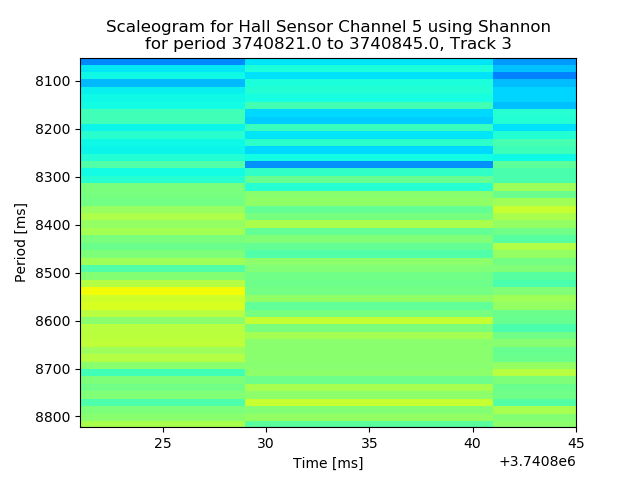 Scaleogram for Hall Sensor Channel 5 using Shannon
for period 3740821.0 to 3740845.0, Track 3
8100
8200
8300
8400
8500
8600
8700
8800
Period [ms]
25 30 35 40 45
Time [ms]
+3.7408e6